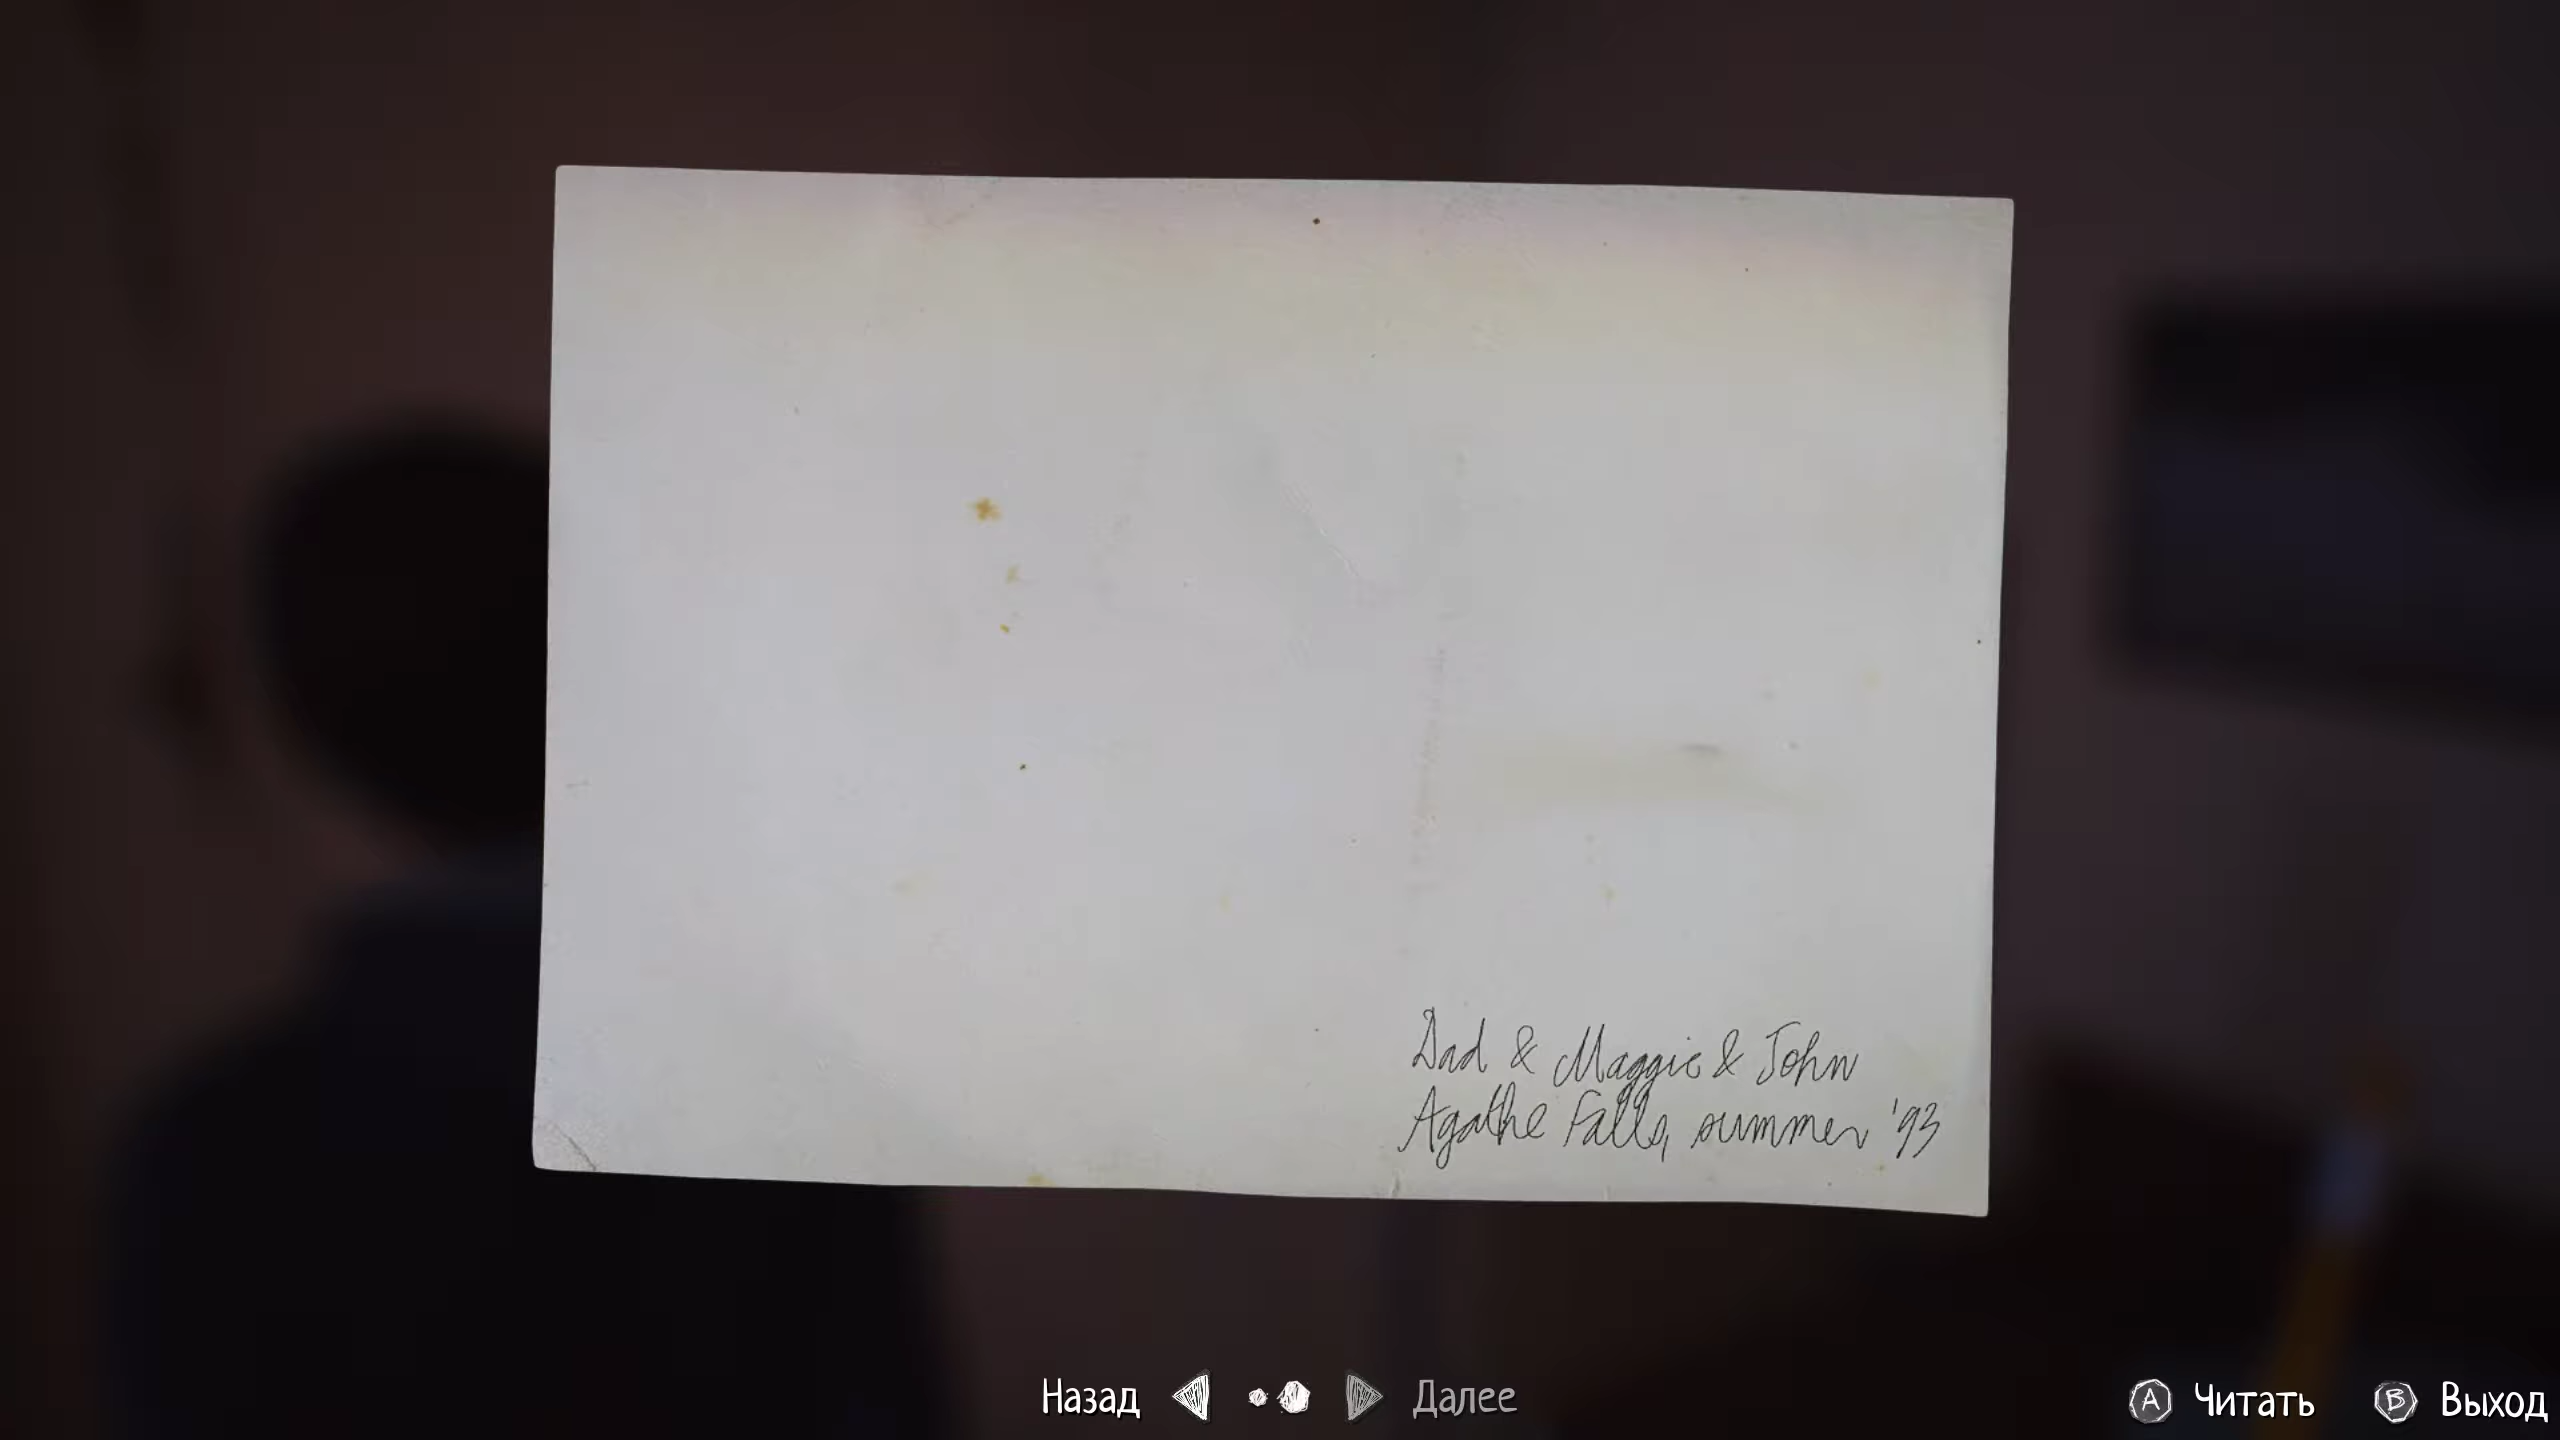 Dad & Maggie & John
Agathe Falls, summer '93
Назад
Далее
A Читать
B Выход